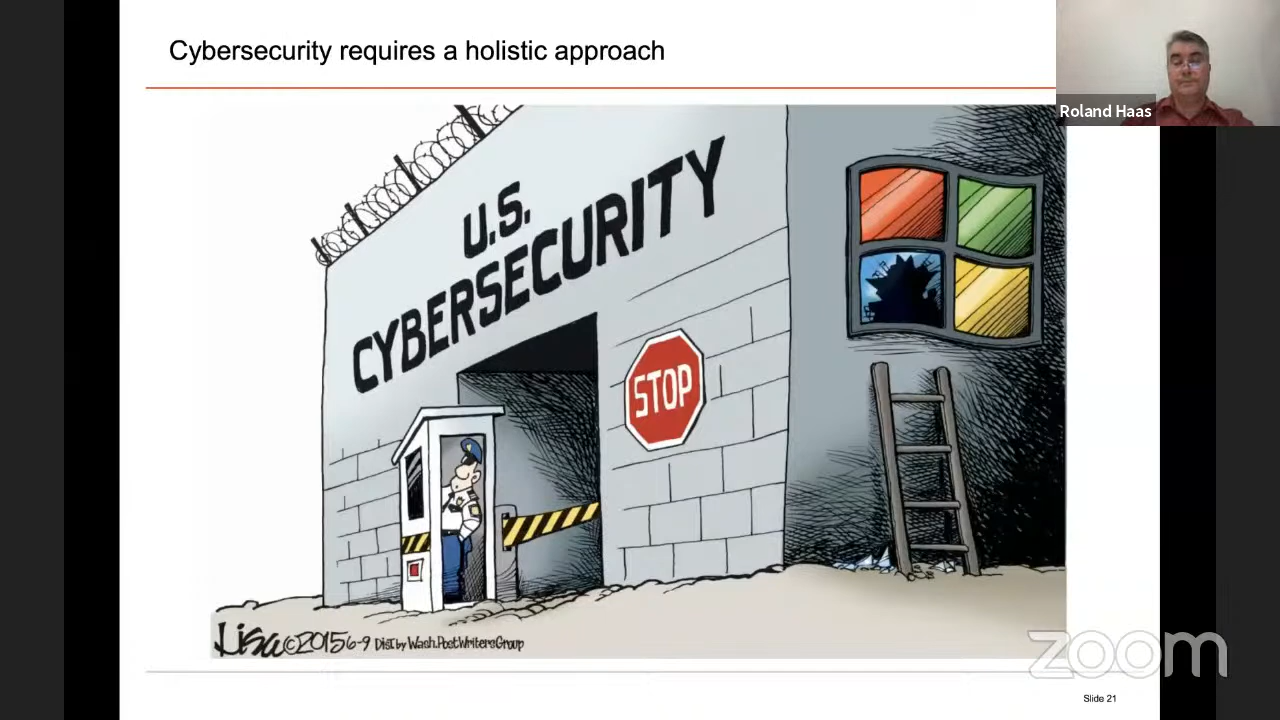 Cybersecurity requires a holistic approach
Roland Haas
U.S.
CYBERSECURITY
STOP
Lisa ©2015 6-9 Dist by Wash.Post Writers Group
zoom
Slide 21